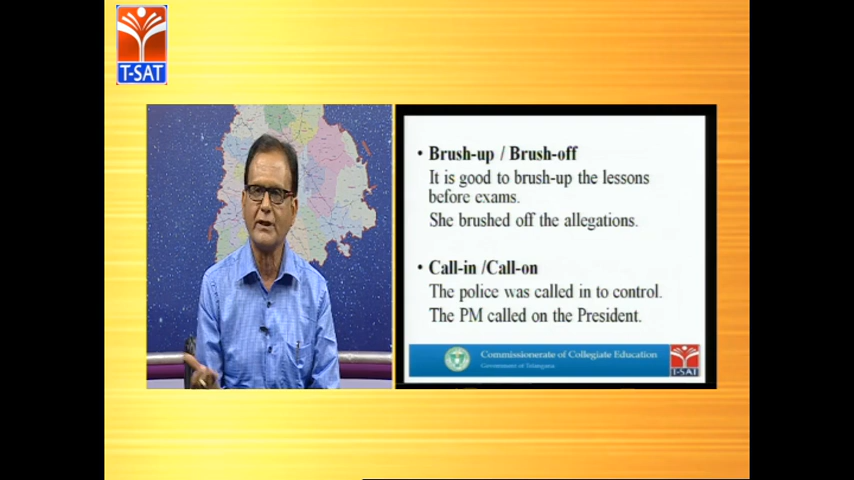 T-SAT
• Brush-up / Brush-off
It is good to brush-up the lessons
before exams.
She brushed off the allegations.
• Call-in /Call-on
The police was called in to control.
The PM called on the President.
Commissionerate of Collegiate Education
Government of Telangana
T-SAT